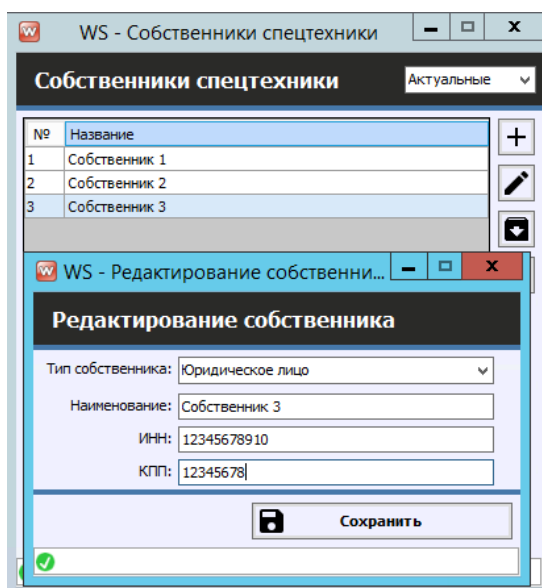 WS - Собственники спецтехники
Собственники спецтехники Актуальные
№ Название
1 Собственник 1
2 Собственник 2
3 Собственник 3
WS - Редактирование собственни...
Редактирование собственника
Тип собственника: Юридическое лицо
Наименование: Собственник 3
ИНН: 12345678910
КПП: 12345678
Сохранить